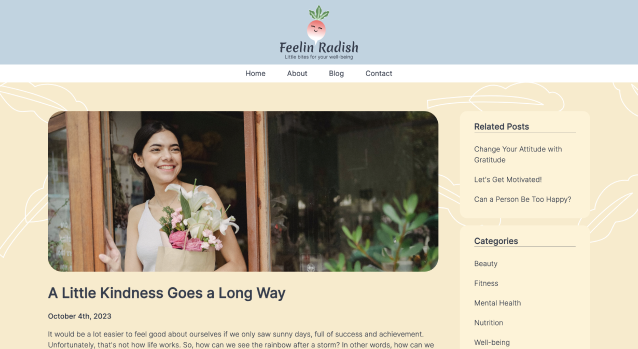 Feelin Radish
Little bites for your well-being
Home About Blog Contact
A Little Kindness Goes a Long Way
October 4th, 2023
It would be a lot easier to feel good about ourselves if we only saw sunny days, full of success and achievement.
Unfortunately, that's not how life works. So, how can we see the rainbow after a storm? In other words, how can we
Related Posts
Change Your Attitude with
Gratitude
Let's Get Motivated!
Can a Person Be Too Happy?
Categories
Beauty
Fitness
Mental Health
Nutrition
Well-being